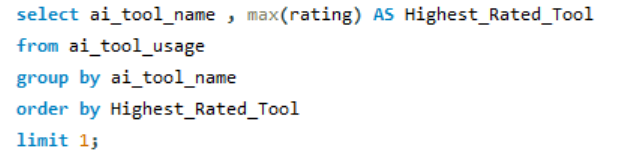 select ai_tool_name , max(rating) AS Highest_Rated_Tool
from ai_tool_usage
group by ai_tool_name
order by Highest_Rated_Tool
limit 1;